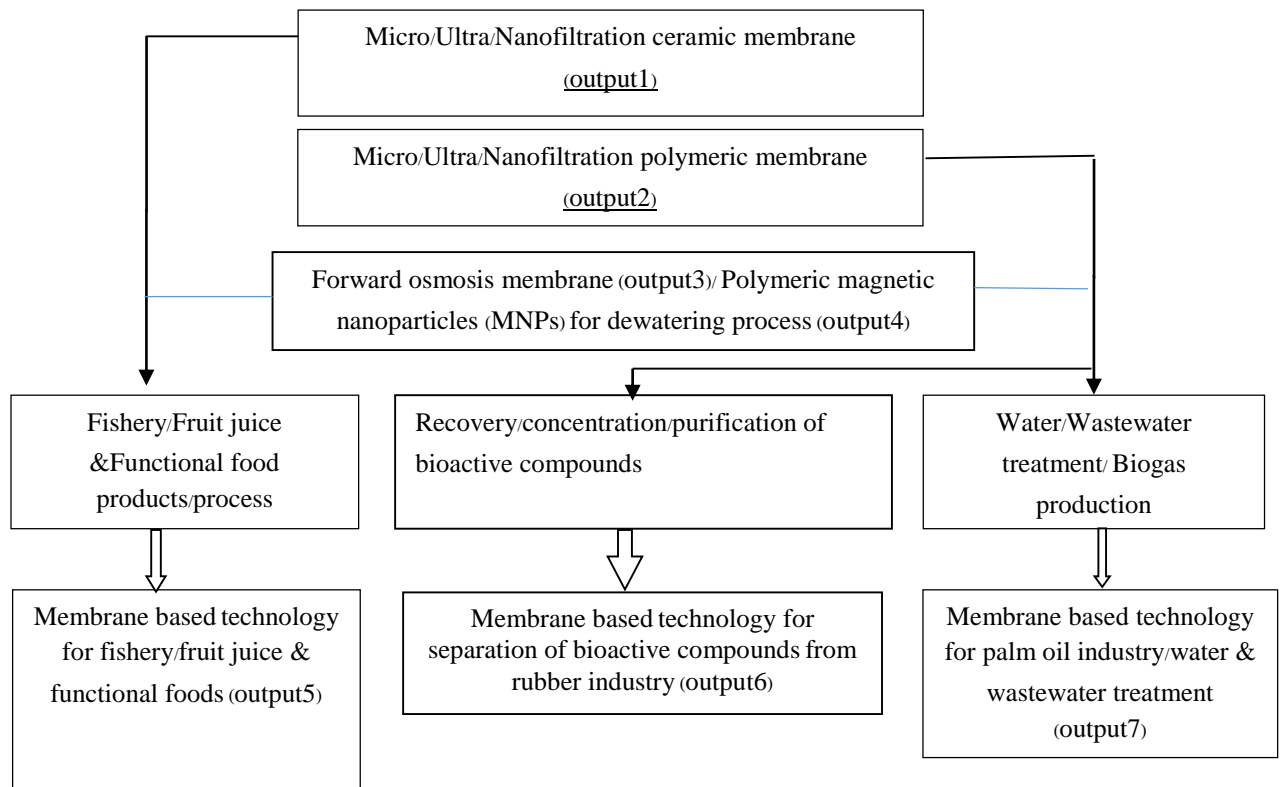 Micro/Ultra/Nanofiltration ceramic membrane
(output1)
Micro/Ultra/Nanofiltration polymeric membrane
(output2)
Forward osmosis membrane (output3)/ Polymeric magnetic
nanoparticles (MNPs) for dewatering process (output4)
Fishery/Fruit juice
&Functional food
products/process
Recovery/concentration/purification of
bioactive compounds
Water/Wastewater
treatment/ Biogas
production
Membrane based technology
for fishery/fruit juice &
functional foods (output5)
Membrane based technology for
separation of bioactive compounds from
rubber industry (output6)
Membrane based technology
for palm oil industry/water &
wastewater treatment
(output7)